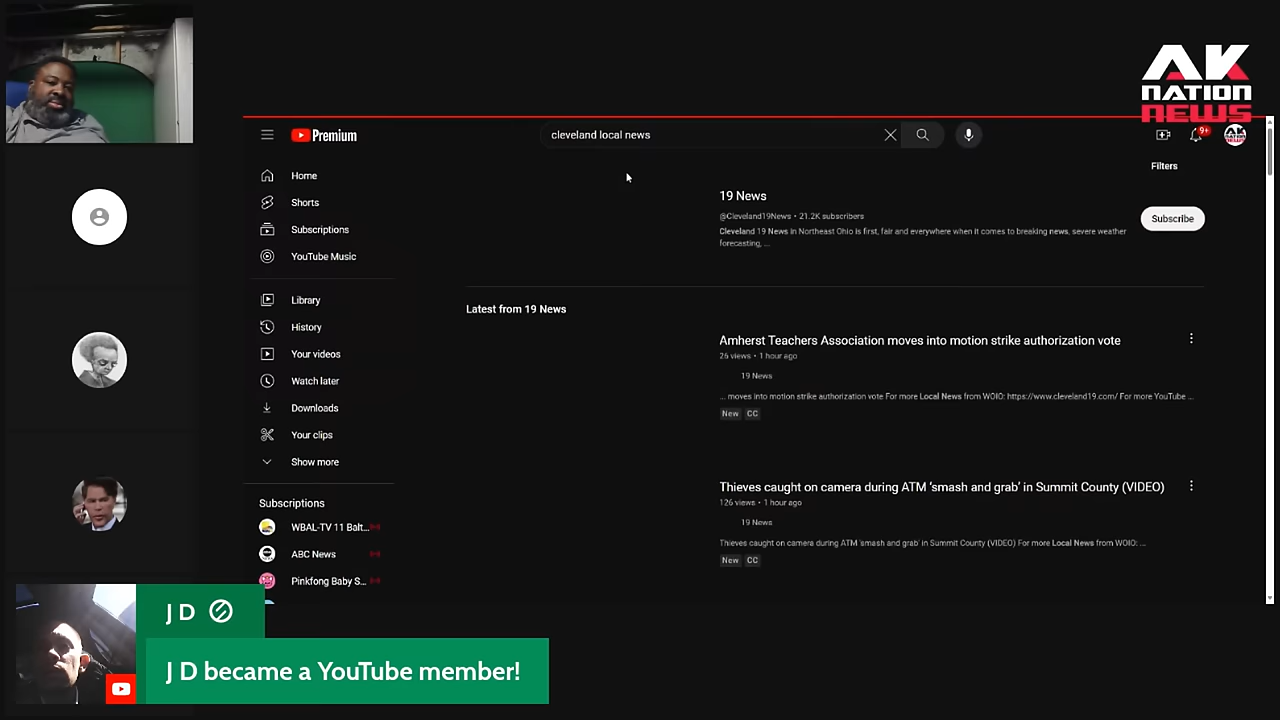 AK
NATION
NEWS
Premium
cleveland local news
9+
Filters
Home
Shorts
Subscriptions
YouTube Music
Library
History
Your videos
Watch later
Downloads
Your clips
Show more
Subscriptions
WBAL-TV 11 Balt...
ABC News
Pinkfong Baby S...
19 News
@Cleveland19News • 21.2K subscribers
Cleveland 19 News in Northeast Ohio is first, fair and everywhere when it comes to breaking news, severe weather
forecasting, ...
Subscribe
Latest from 19 News
Amherst Teachers Association moves into motion strike authorization vote
26 views • 1 hour ago
19 News
... moves into motion strike authorization vote For more Local News from WOIO: https://www.cleveland19.com/ For more YouTube ...
New CC
Thieves caught on camera during ATM ‘smash and grab’ in Summit County (VIDEO)
126 views • 1 hour ago
19 News
Thieves caught on camera during ATM 'smash and grab' in Summit County (VIDEO) For more Local News from WOIO: ...
New CC
J D
J D became a YouTube member!